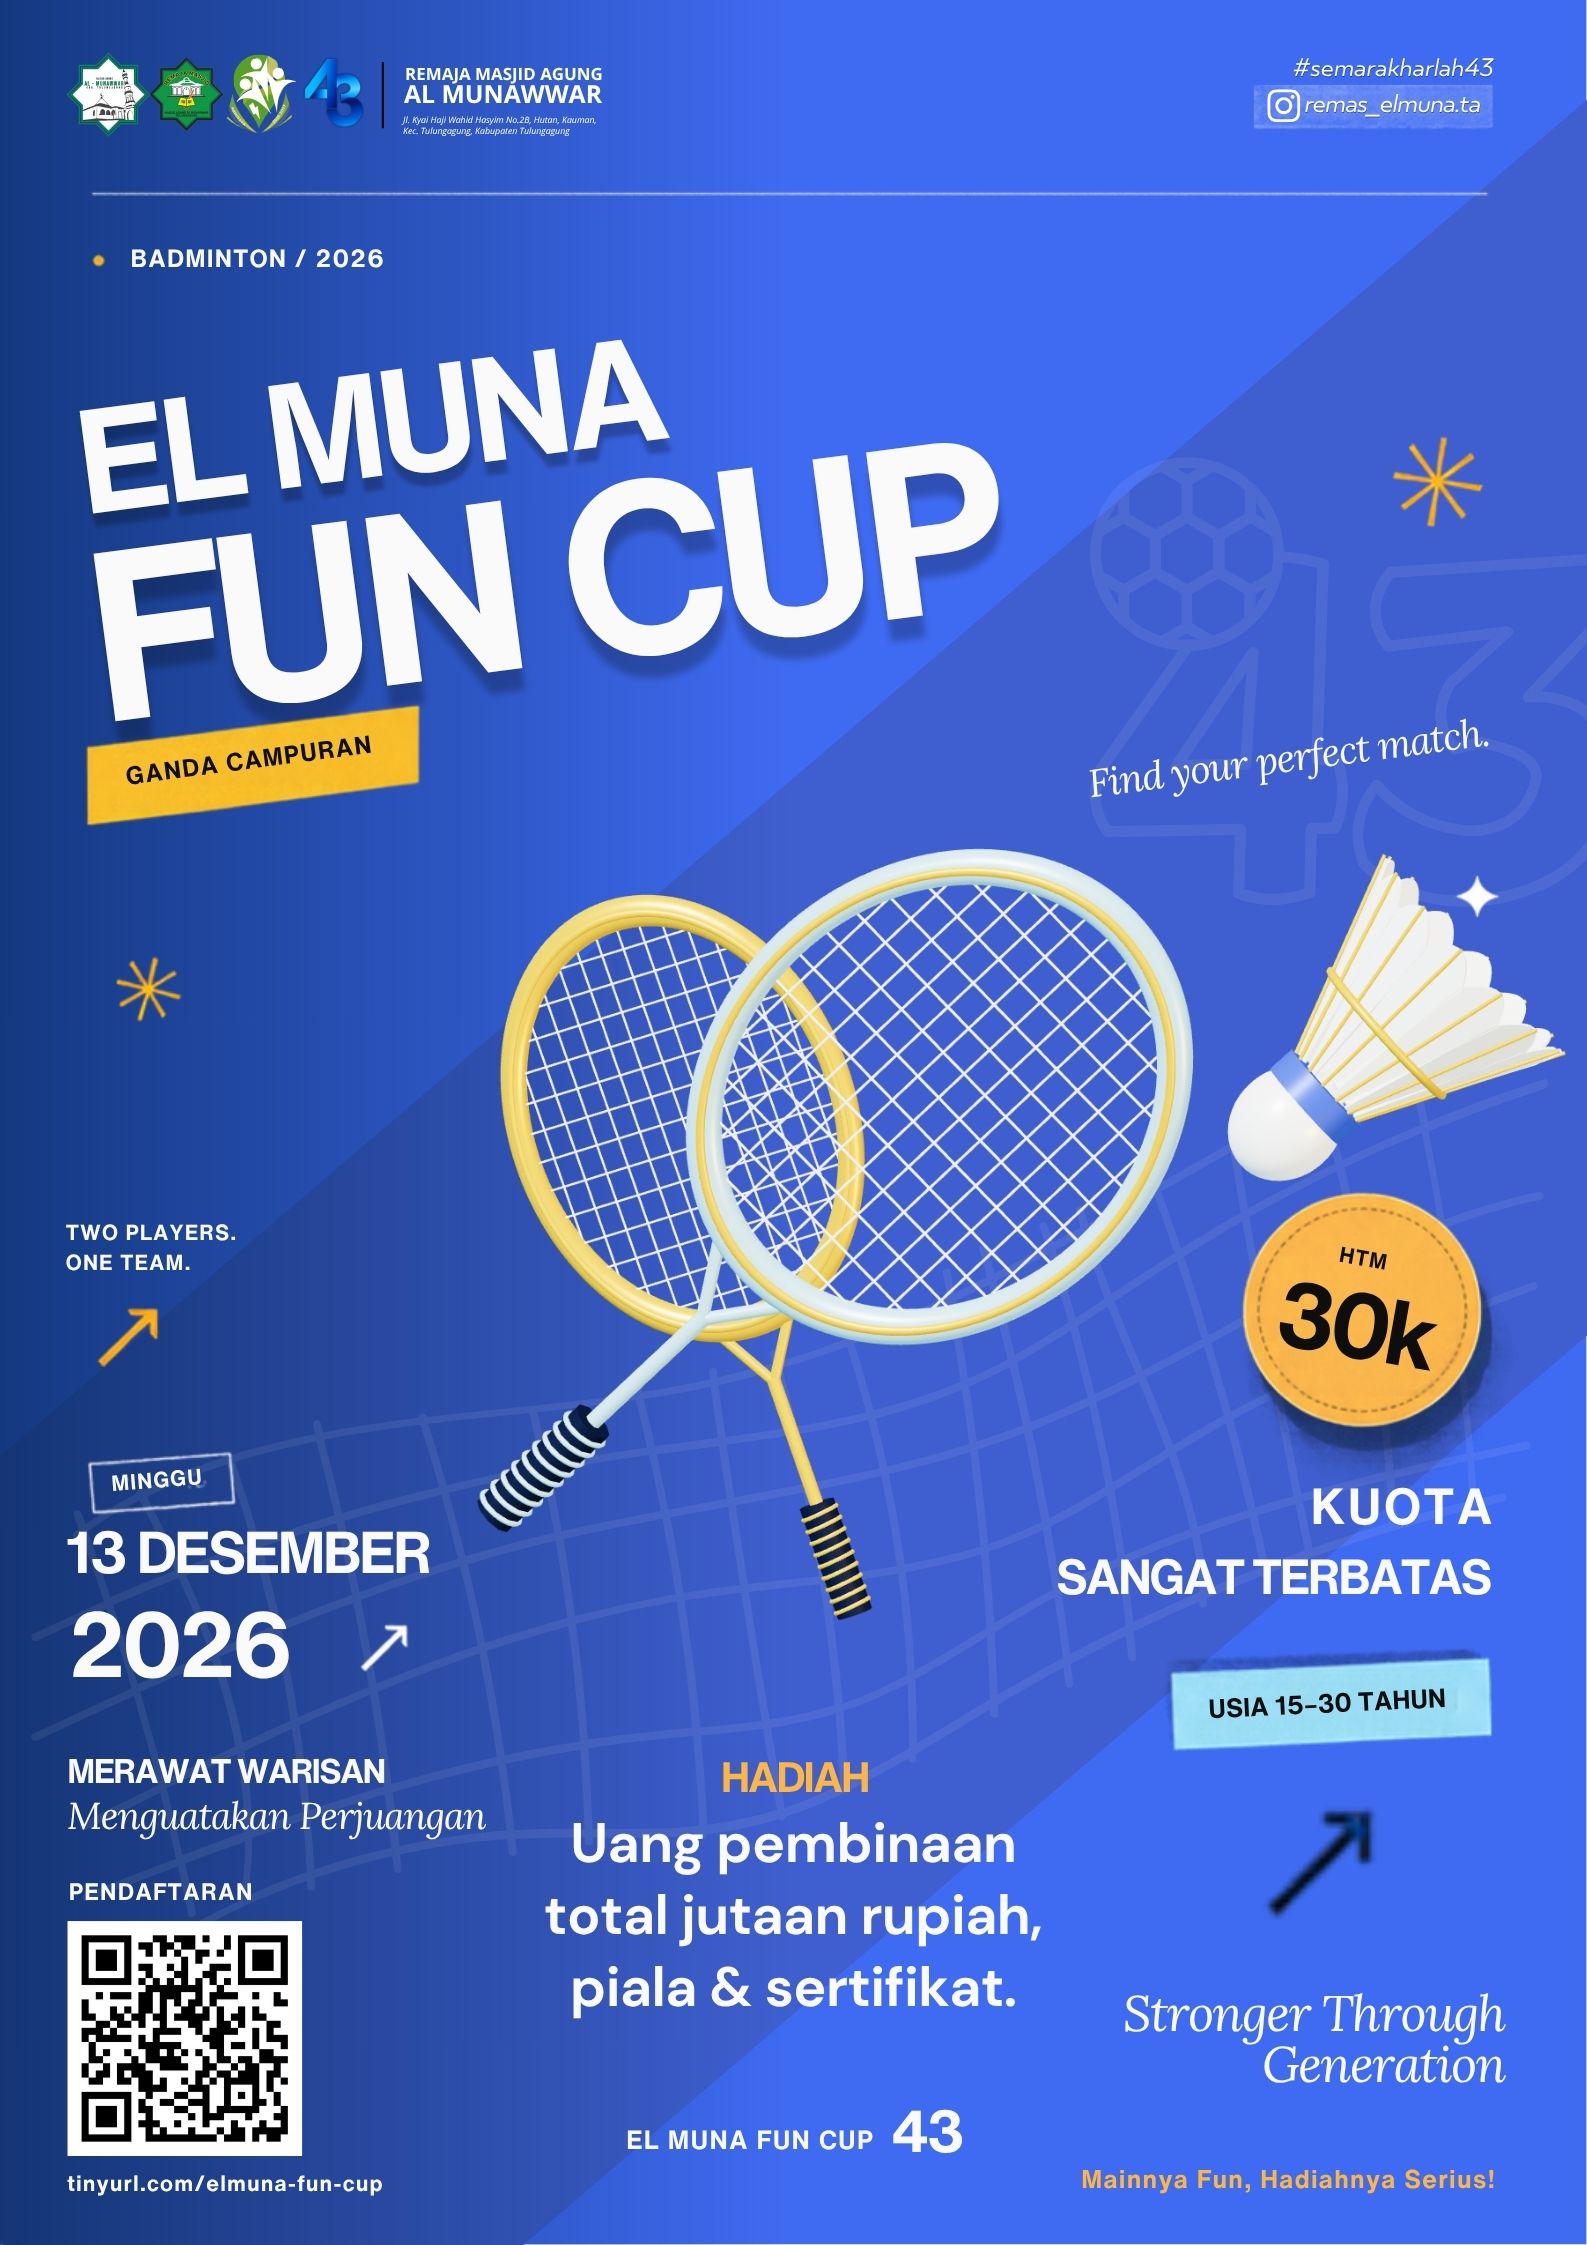 REMAJA MASJID AGUNG
AL MUNAWWAR
Jl. Kyai Haji Wahid Hasyim No.2B, Hutan, Kauman,
Kec. Tulungagung, Kabupaten Tulungagung
43
#semarakharlah43
remas_elmuna.ta
BADMINTON / 2026
EL MUNA
FUN CUP
GANDA CAMPURAN
43
Find your perfect match.
TWO PLAYERS.
ONE TEAM.
HTM
30k
MINGGU
13 DESEMBER
2026
KUOTA
SANGAT TERBATAS
USIA 15–30 TAHUN
MERAWAT WARISAN
Menguatakan Perjuangan
HADIAH
Uang pembinaan
total jutaan rupiah,
piala & sertifikat.
PENDAFTARAN
tinyurl.com/elmuna-fun-cup
Stronger Through
Generation
EL MUNA FUN CUP 43
Mainnya Fun, Hadiahnya Serius!